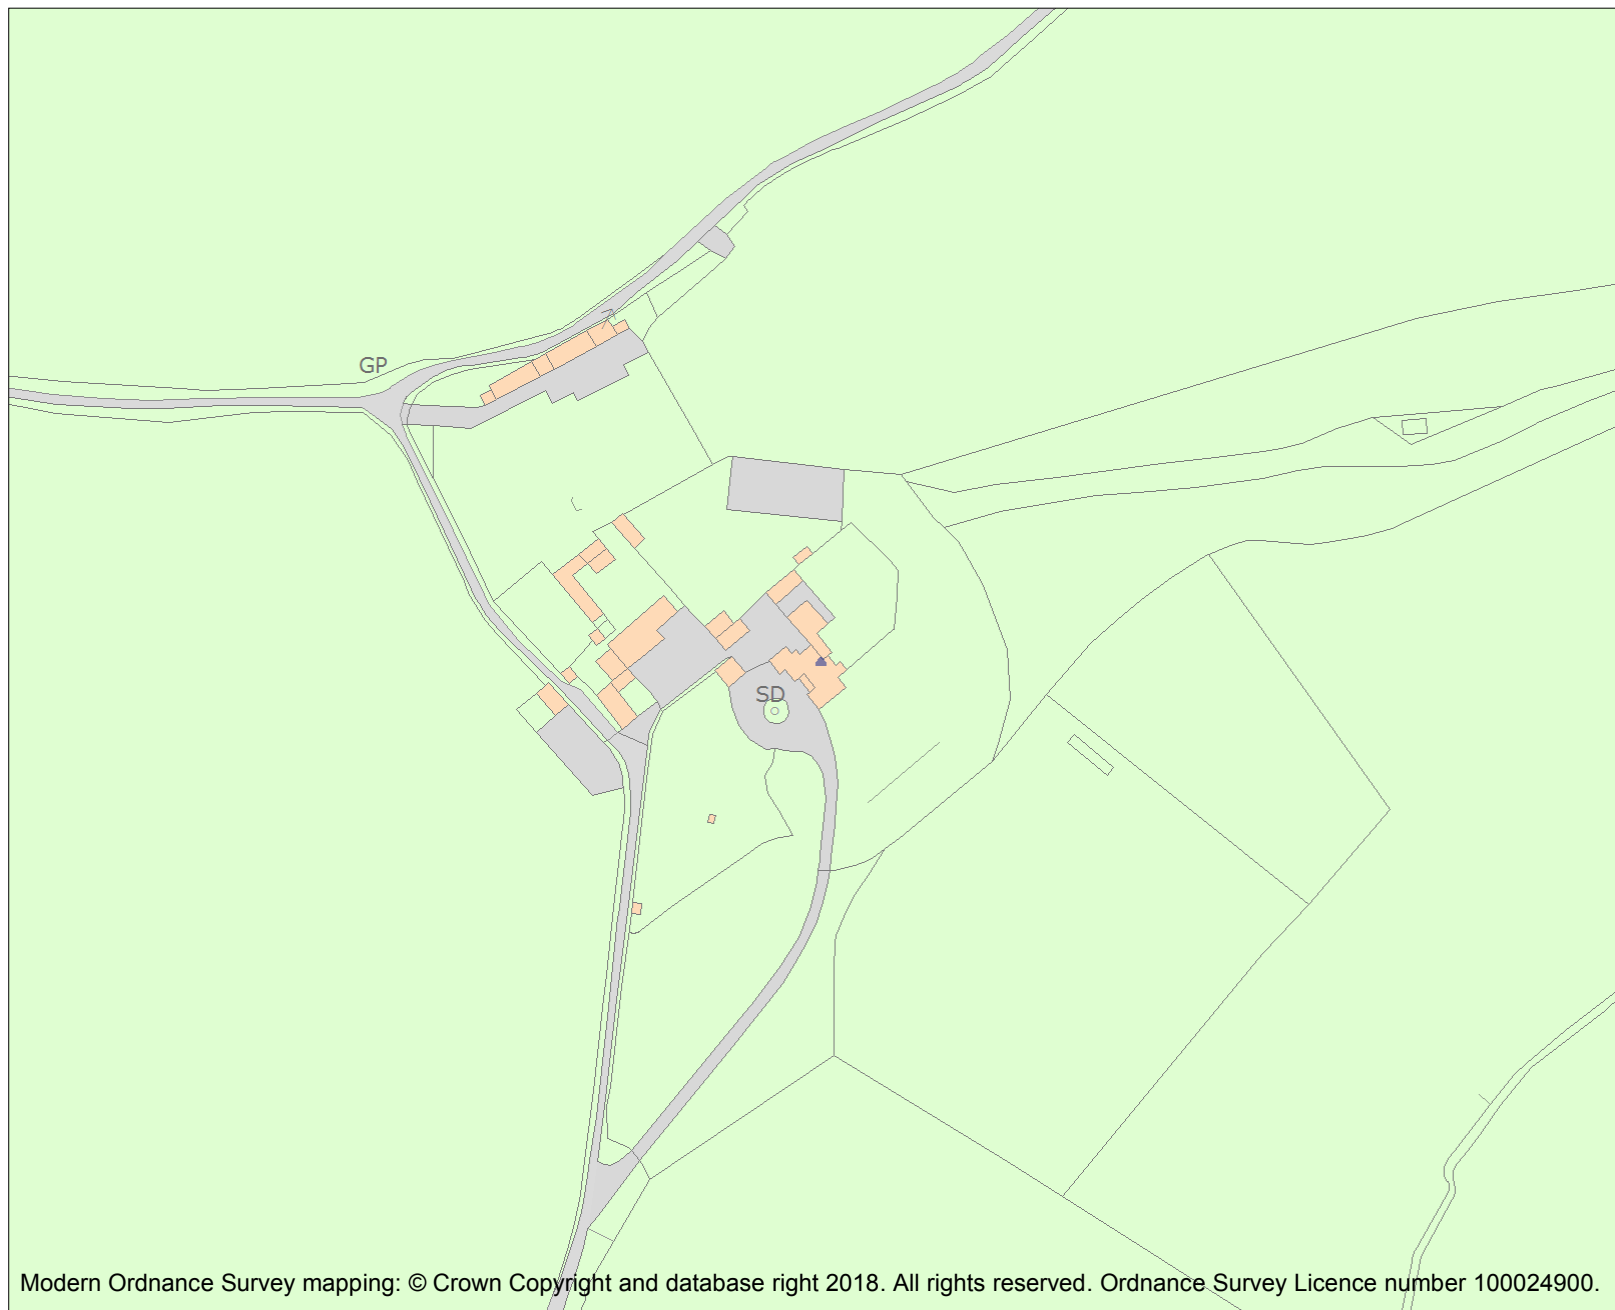 GP
SD
Modern Ordnance Survey mapping: © Crown Copyright and database right 2018. All rights reserved. Ordnance Survey Licence number 100024900.